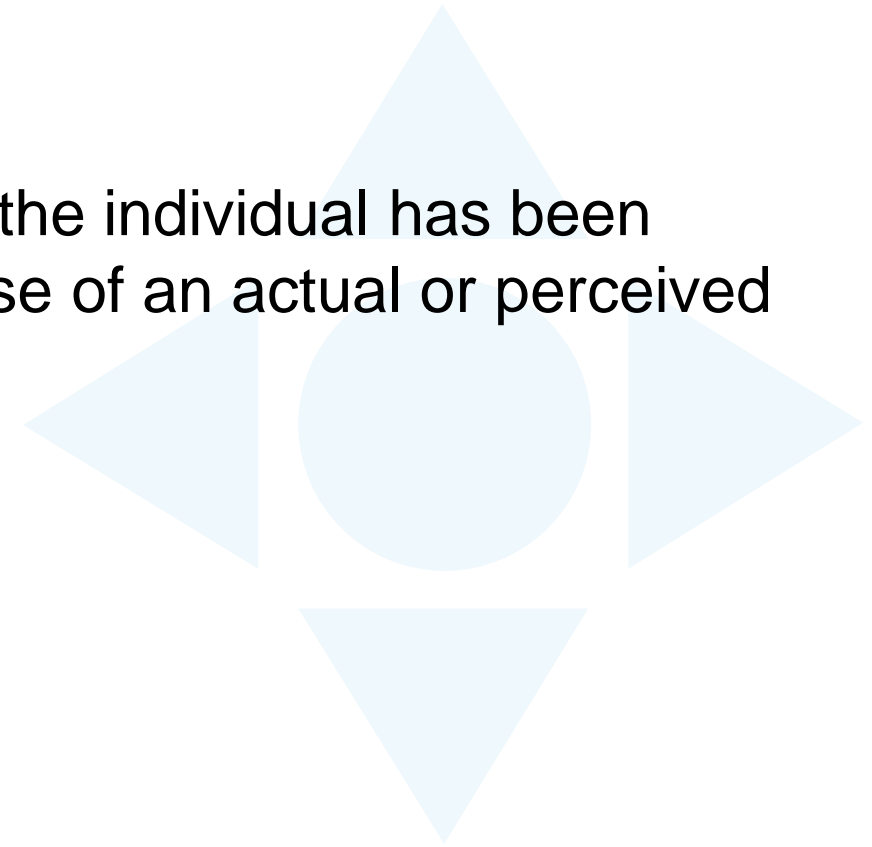 the individual has been
se of an actual or perceived